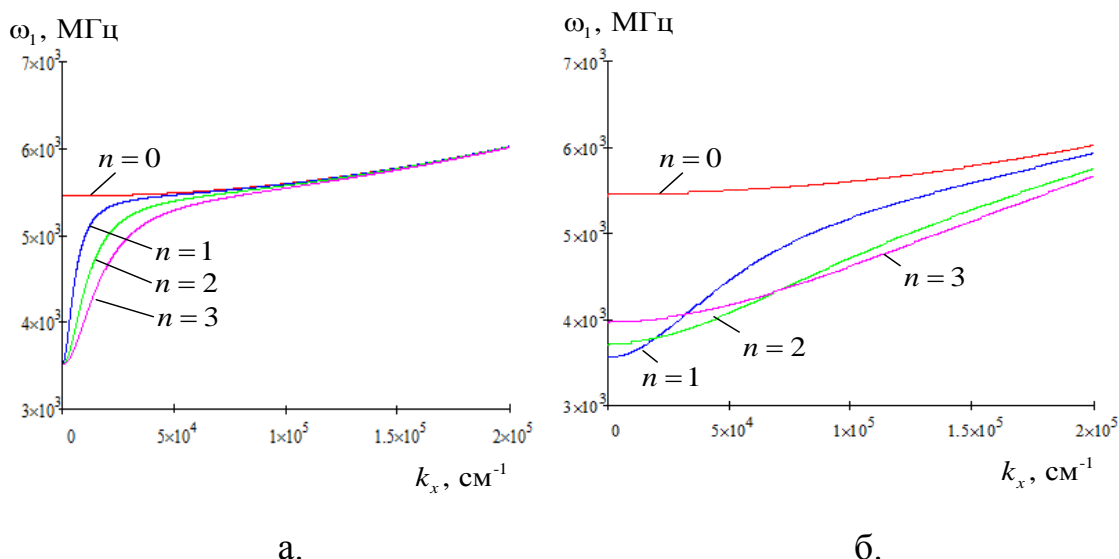 ω₁, МГц
7×10³
6×10³
5×10³
4×10³
3×10³
n = 0
n = 1
n = 2
n = 3
0
5×10⁴
1×10⁵
1.5×10⁵
2×10⁵
kₓ, см⁻¹
а.
ω₁, МГц
7×10³
6×10³
5×10³
4×10³
3×10³
n = 0
n = 3
n = 2
n = 1
0
5×10⁴
1×10⁵
1.5×10⁵
2×10⁵
kₓ, см⁻¹
б.